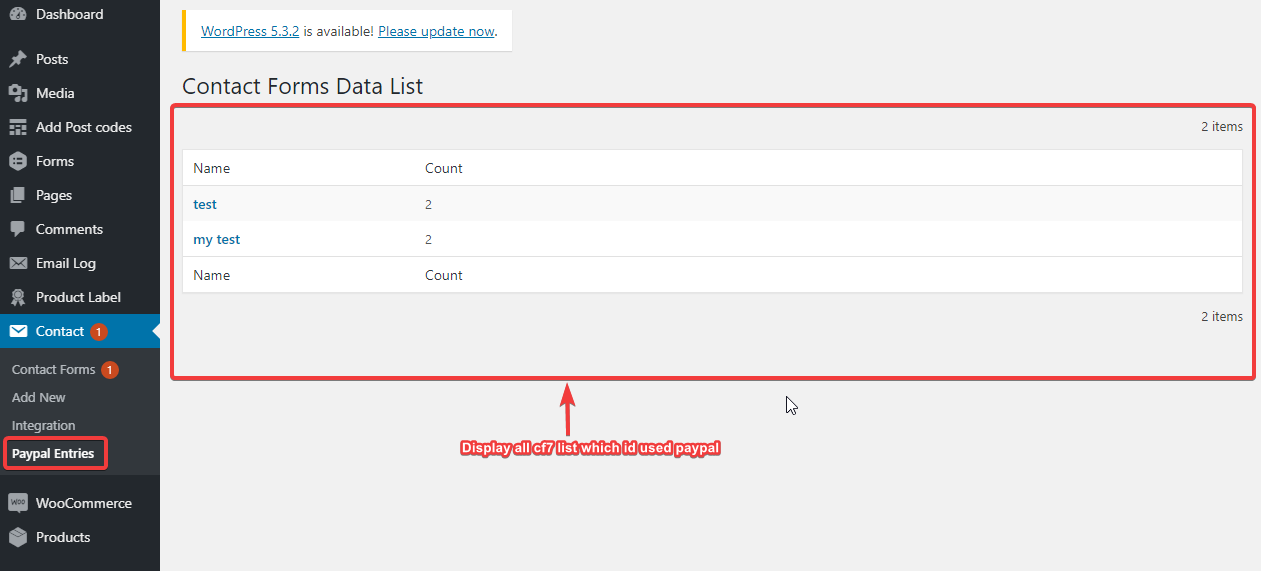 Dashboard
Posts
Media
Add Post codes
Forms
Pages
Comments
Email Log
Product Label
Contact 1
Contact Forms 1
Add New
Integration
Paypal Entries
WOO WooCommerce
Products
WordPress 5.3.2 is available! Please update now.
Contact Forms Data List
2 items
Name Count
test 2
my test 2
Name Count
2 items
Display all cf7 list which id used paypal